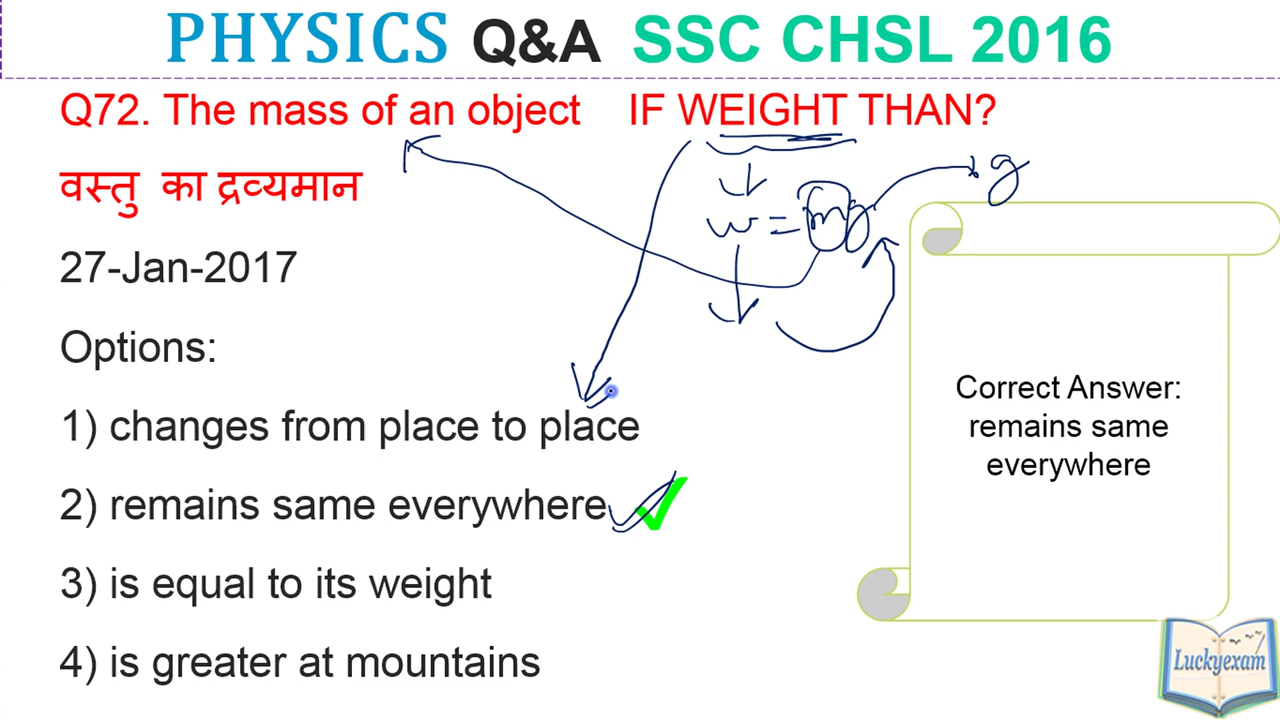 PHYSICS Q&A SSC CHSL 2016
Q72. The mass of an object IF WEIGHT THAN?
वस्तु का द्रव्यमान
g
w = mg
27-Jan-2017
Options:
1) changes from place to place
2) remains same everywhere
3) is equal to its weight
4) is greater at mountains
Correct Answer:
remains same
everywhere
Luckyexam